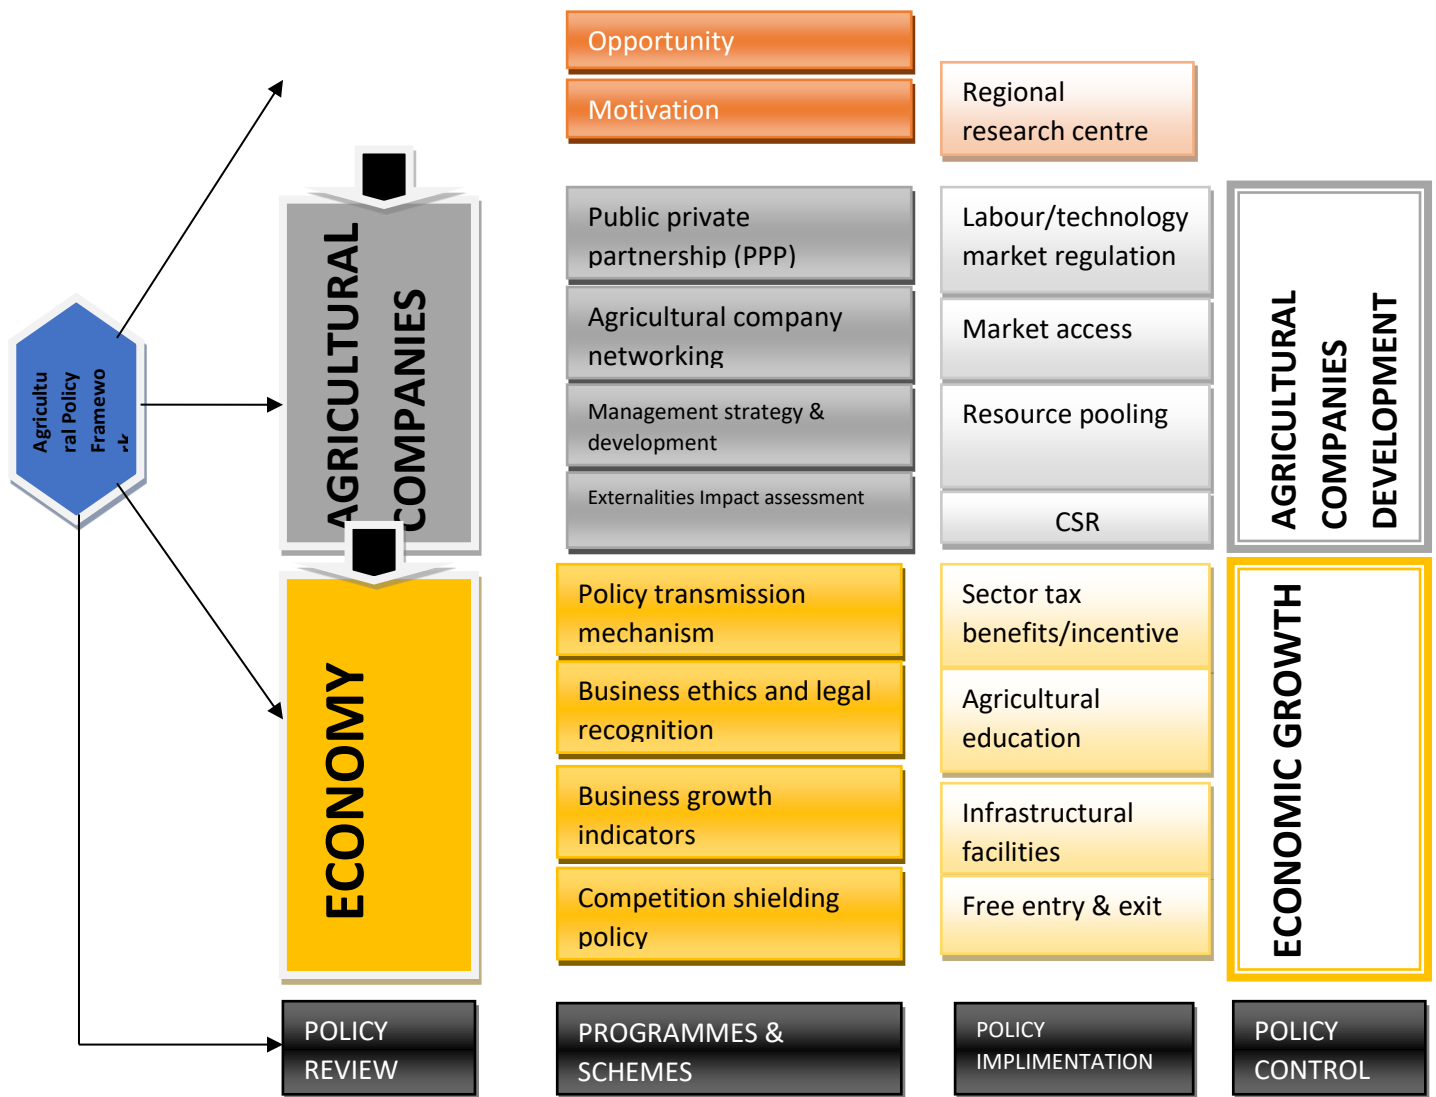 Opportunity
Motivation
Regional
research centre
Agricultu
ral Policy
Framewo
rk
AGRICULTURAL
COMPANIES
Public private
partnership (PPP)
Agricultural company
networking
Management strategy &
development
Externalities Impact assessment
Labour/technology
market regulation
Market access
Resource pooling
CSR
AGRICULTURAL
COMPANIES
DEVELOPMENT
ECONOMY
Policy transmission
mechanism
Business ethics and legal
recognition
Business growth
indicators
Competition shielding
policy
Sector tax
benefits/incentive
Agricultural
education
Infrastructural
facilities
Free entry & exit
ECONOMIC GROWTH
POLICY
REVIEW
PROGRAMMES &
SCHEMES
POLICY
IMPLIMENTATION
POLICY
CONTROL